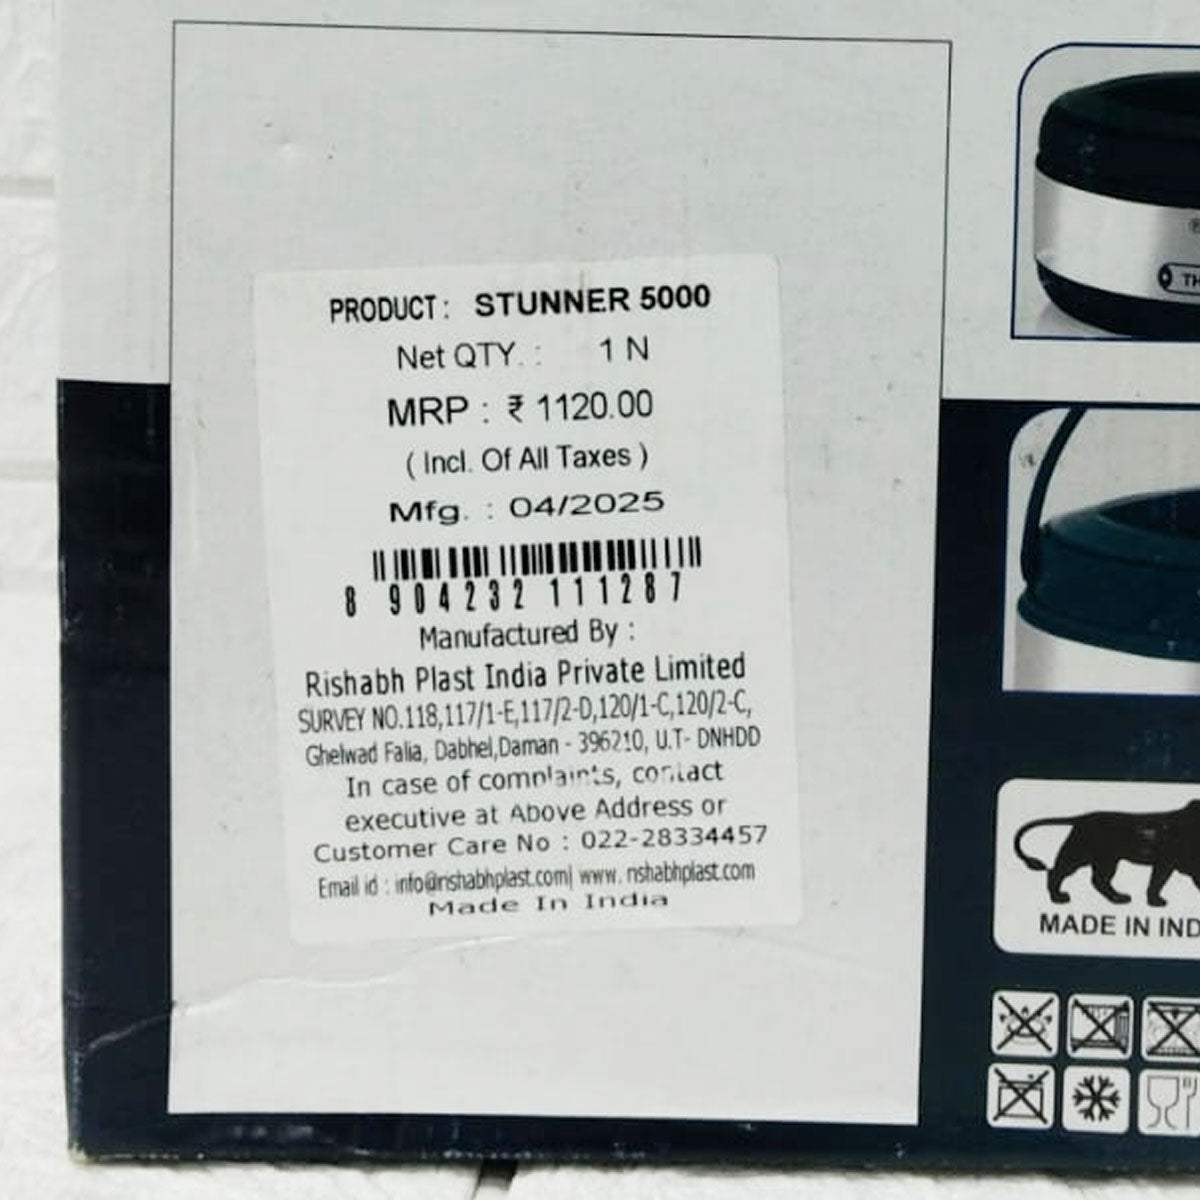 PRODUCT : STUNNER 5000
Net QTY. : 1 N
MRP : ₹ 1120.00
( Incl. Of All Taxes )
Mfg. : 04/2025
8 904232 111287
Manufactured By :
Rishabh Plast India Private Limited
SURVEY NO.118,117/1-E,117/2-D,120/1-C,120/2-C,
Ghelwad Falia, Dabhel,Daman - 396210, U.T- DNHDD
In case of complaints, contact
executive at Above Address or
Customer Care No : 022-28334457
Email id : info@rishabhplast.com| www. rishabhplast.com
Made In India
TH
MADE IN IND